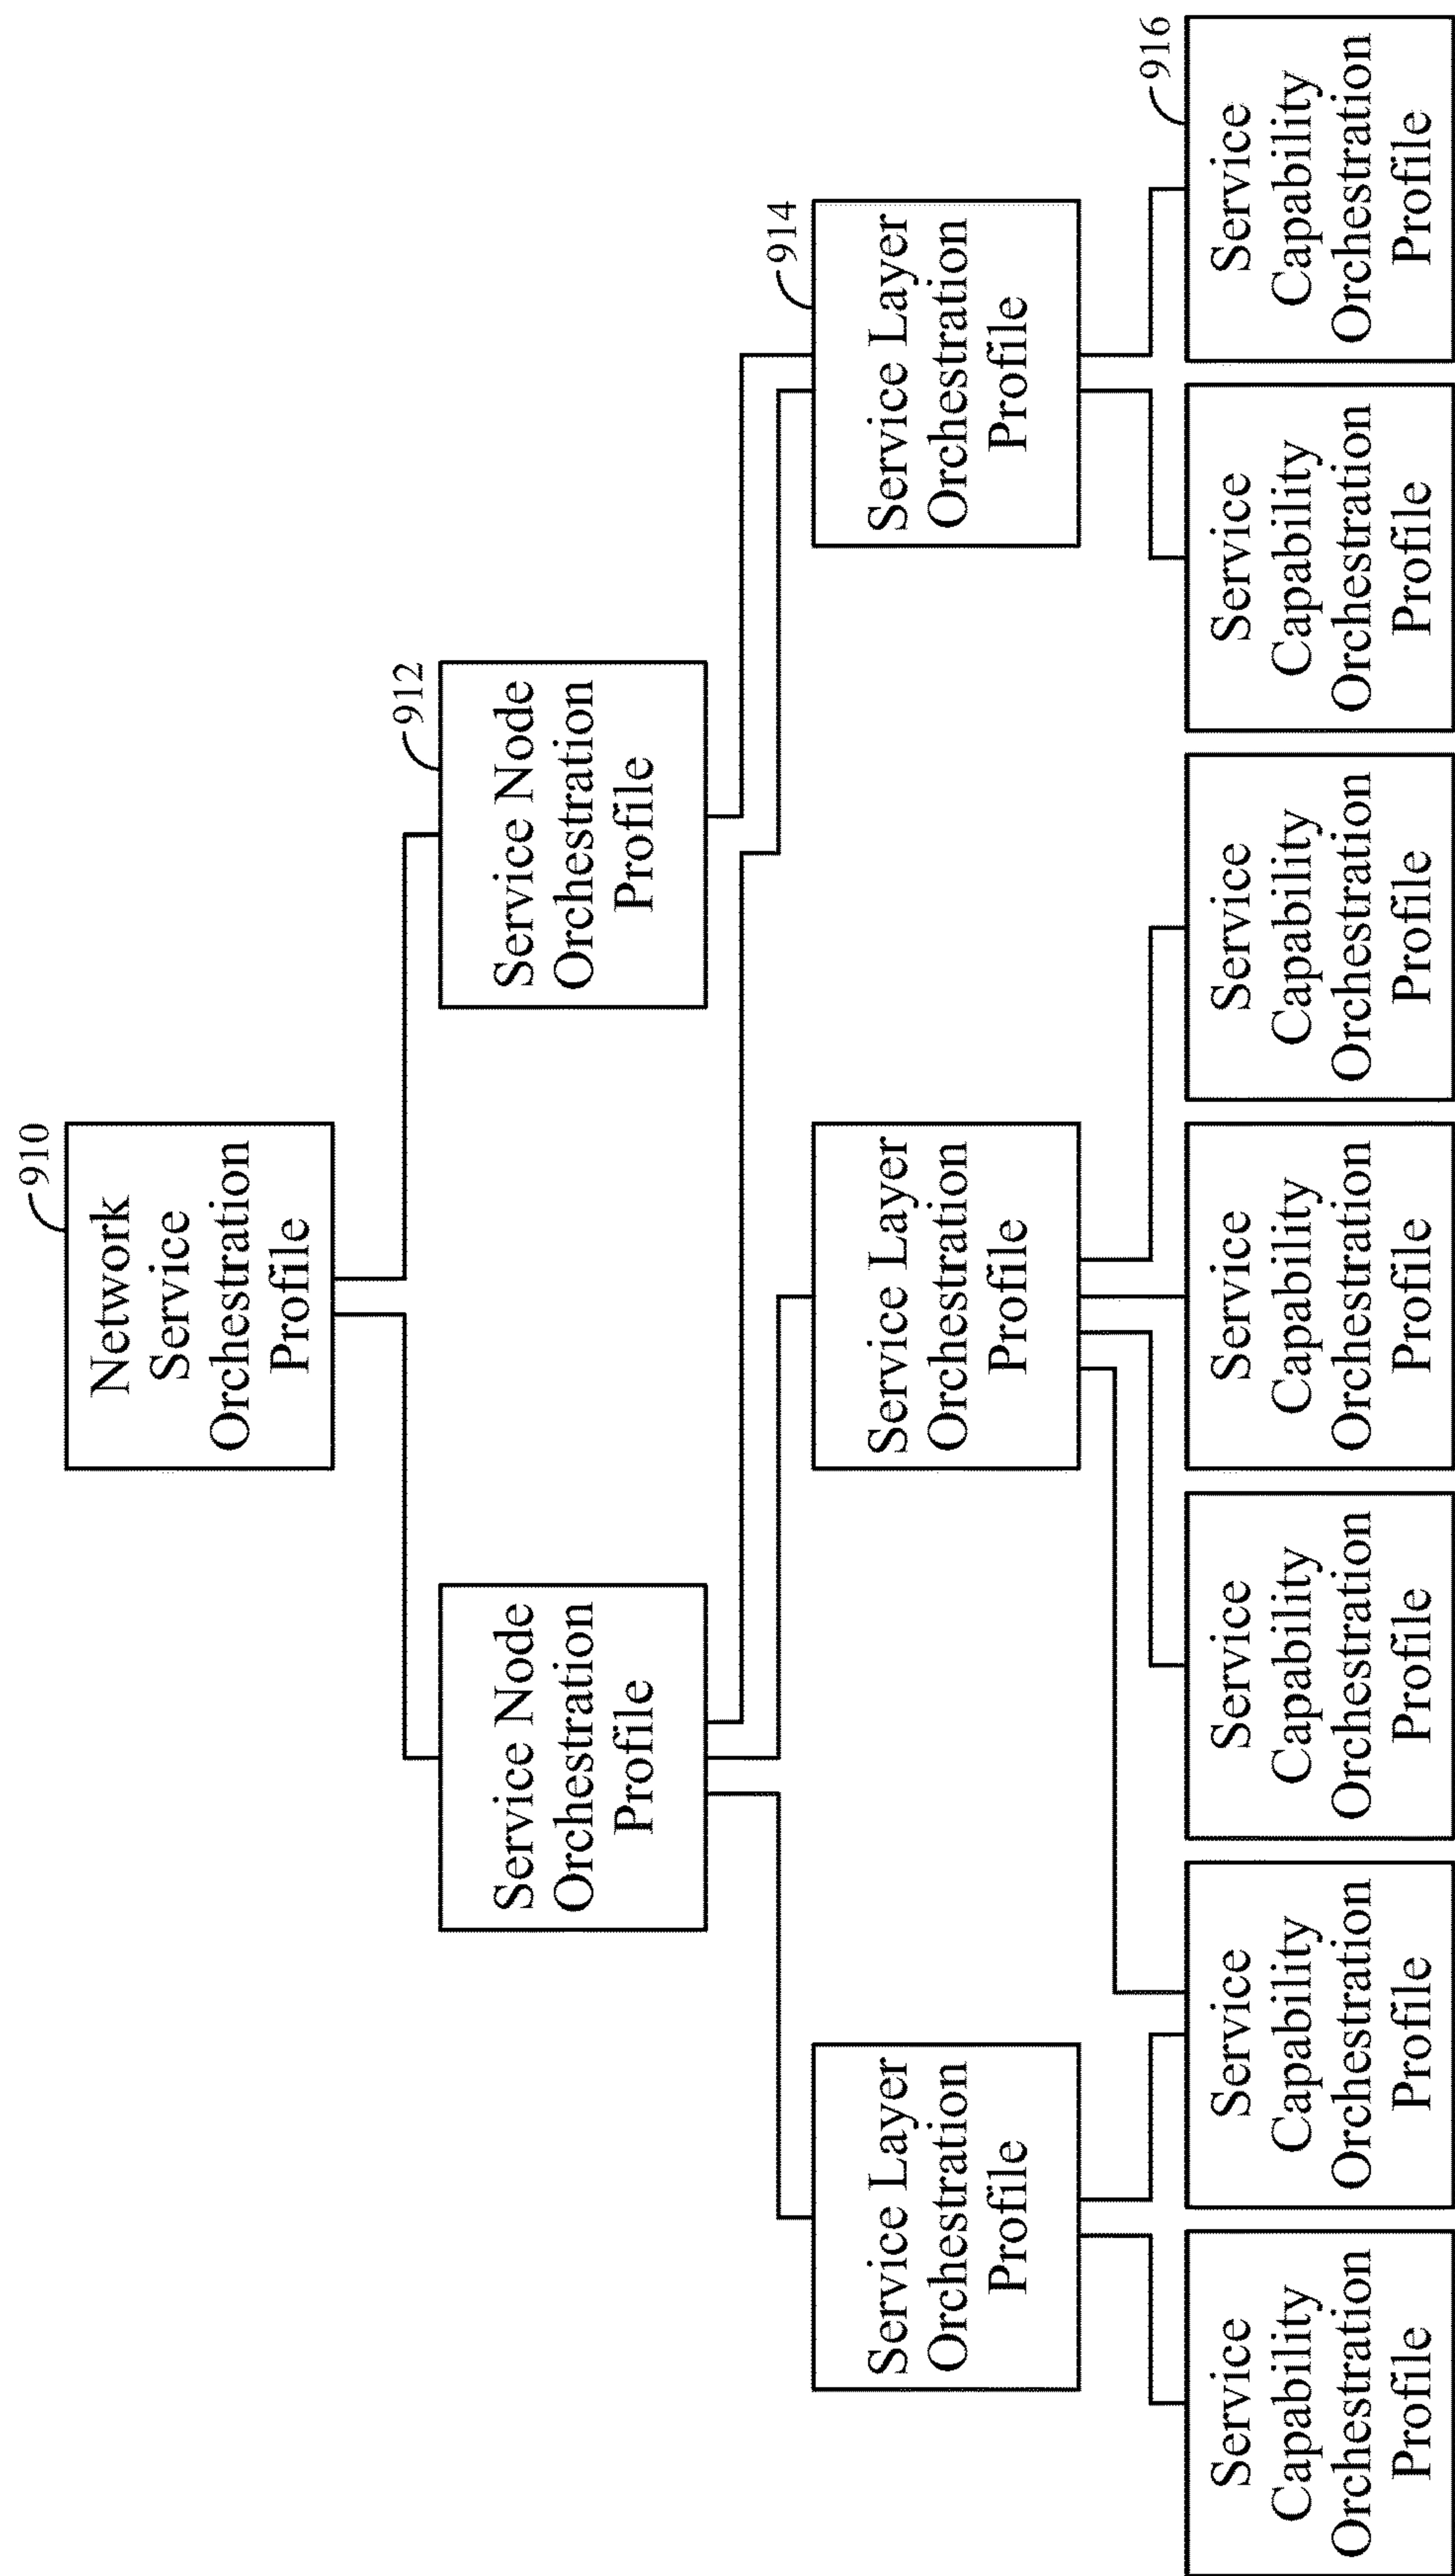 910
Network
Service
Orchestration
Profile
912
Service Node
Orchestration
Profile
Service Node
Orchestration
Profile
914
Service Layer
Orchestration
Profile
Service Layer
Orchestration
Profile
Service Layer
Orchestration
Profile
916
Service
Capability
Orchestration
Profile
Service
Capability
Orchestration
Profile
Service
Capability
Orchestration
Profile
Service
Capability
Orchestration
Profile
Service
Capability
Orchestration
Profile
Service
Capability
Orchestration
Profile
Service
Capability
Orchestration
Profile